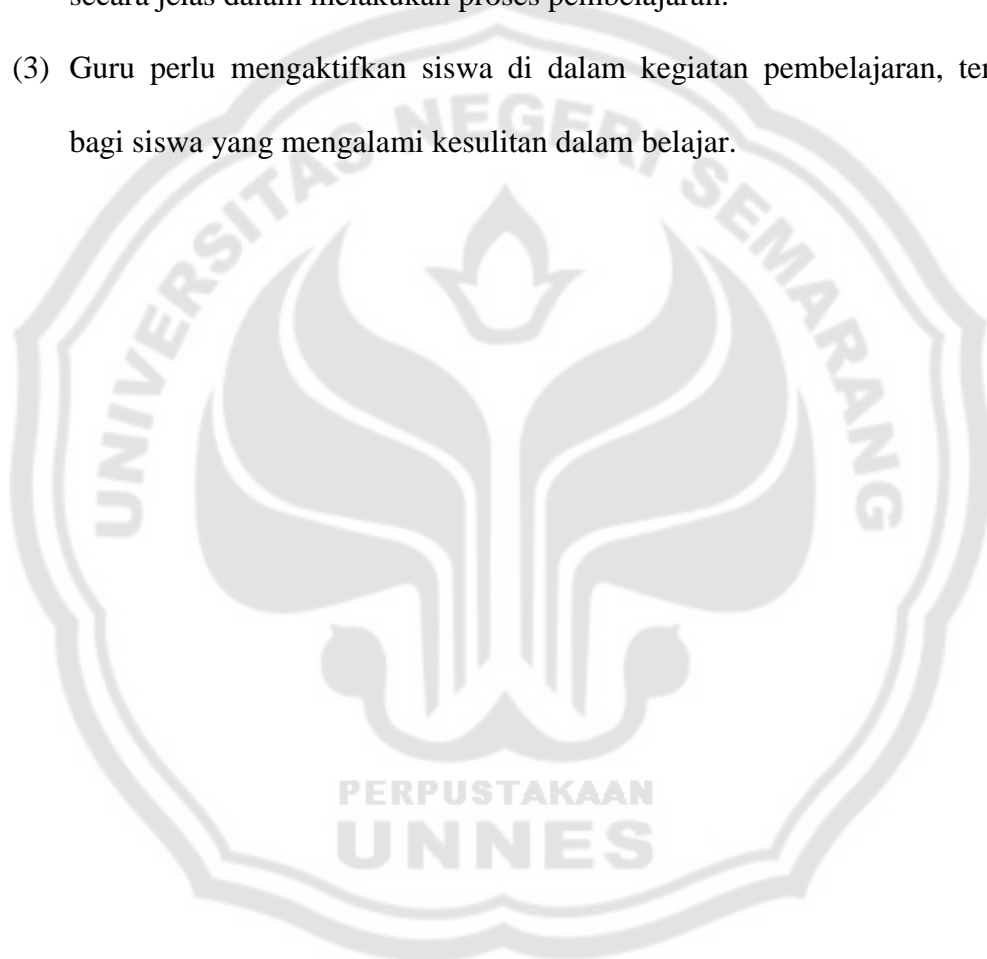 secara jelas dalam melakukan proses pembelajaran.
(3) Guru perlu mengaktifkan siswa di dalam kegiatan pembelajaran,
bagi siswa yang mengalami kesulitan dalam belajar.
UNIVERSITAS NEGERI SEMARANG
PERPUSTAKAAN
UNNES